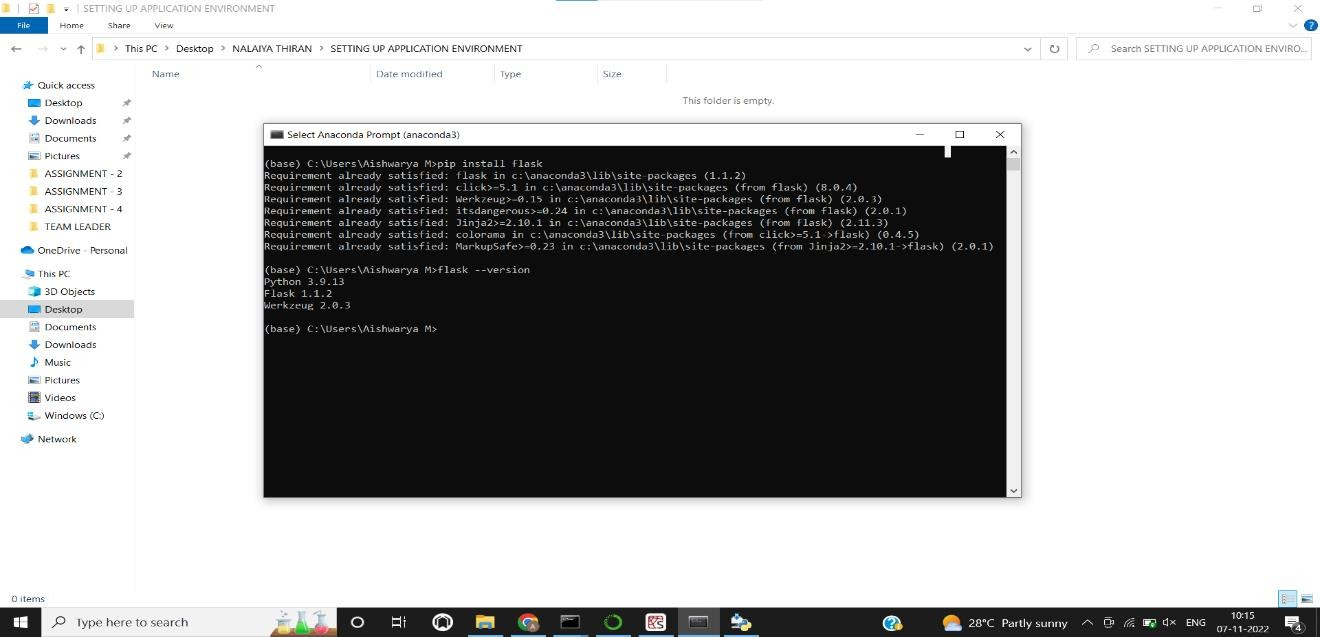 SETTING UP APPLICATION ENVIRONMENT
File Home Share View
This PC > Desktop > NALAIYA THIRAN > SETTING UP APPLICATION ENVIRONMENT
Search SETTING UP APPLICATION ENVIRO...
Name Date modified Type Size
This folder is empty.
Quick access
Desktop
Downloads
Documents
Pictures
ASSIGNMENT - 2
ASSIGNMENT - 3
ASSIGNMENT - 4
TEAM LEADER
OneDrive - Personal
This PC
3D Objects
Desktop
Documents
Downloads
Music
Pictures
Videos
Windows (C:)
Network
Select Anaconda Prompt (anaconda3)
(base) C:\Users\Aishwarya M>pip install flask
Requirement already satisfied: flask in c:\anaconda3\lib\site-packages (1.1.2)
Requirement already satisfied: click>=5.1 in c:\anaconda3\lib\site-packages (from flask) (8.0.4)
Requirement already satisfied: Werkzeug>=0.15 in c:\anaconda3\lib\site-packages (from flask) (2.0.3)
Requirement already satisfied: itsdangerous>=0.24 in c:\anaconda3\lib\site-packages (from flask) (2.0.1)
Requirement already satisfied: Jinja2>=2.10.1 in c:\anaconda3\lib\site-packages (from flask) (2.11.3)
Requirement already satisfied: colorama in c:\anaconda3\lib\site-packages (from click>=5.1->flask) (0.4.5)
Requirement already satisfied: MarkupSafe>=0.23 in c:\anaconda3\lib\site-packages (from Jinja2>=2.10.1->flask) (2.0.1)
(base) C:\Users\Aishwarya M>flask --version
Python 3.9.13
Flask 1.1.2
Werkzeug 2.0.3
(base) C:\Users\Aishwarya M>
0 items
Type here to search
28°C Partly sunny
ENG
10:15
07-11-2022
4